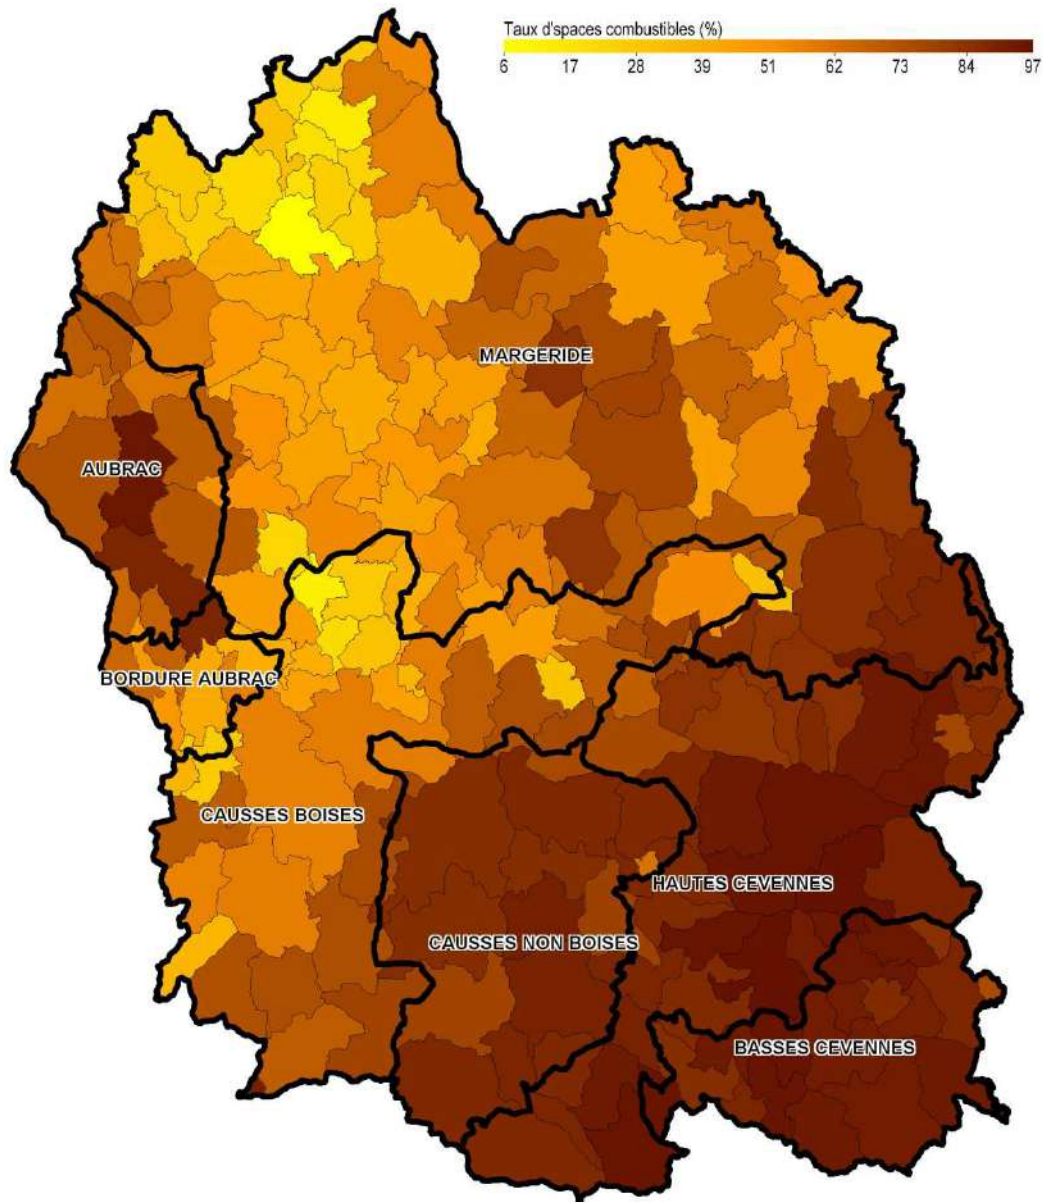 Taux d'spaces combustibles (%)
6 17 28 39 51 62 73 84 97
MARGERIDE
AUBRAC
BORDURE AUBRAC
CAUSSES BOISES
HAUTES CEVENNES
CAUSSES NON BOISES
BASSES CEVENNES